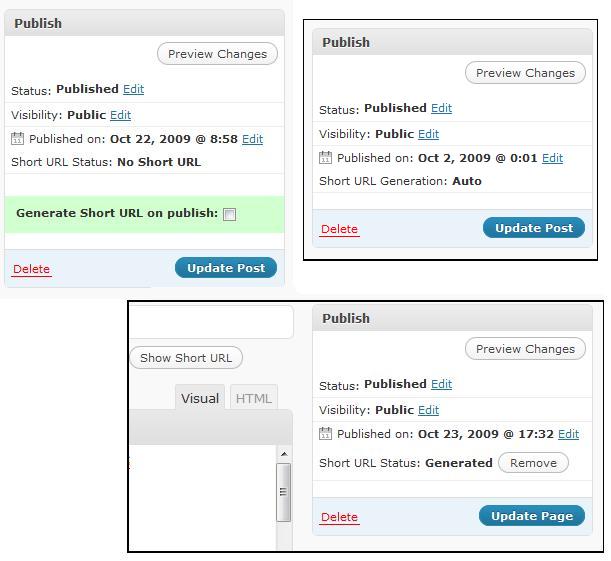 Publish
Preview Changes
Status: Published Edit
Visibility: Public Edit
11 Published on: Oct 22, 2009 @ 8:58 Edit
Short URL Status: No Short URL
Generate Short URL on publish:
Delete Update Post
Publish
Preview Changes
Status: Published Edit
Visibility: Public Edit
11 Published on: Oct 2, 2009 @ 0:01 Edit
Short URL Generation: Auto
Delete Update Post
Show Short URL
Visual HTML
Publish
Preview Changes
Status: Published Edit
Visibility: Public Edit
11 Published on: Oct 23, 2009 @ 17:32 Edit
Short URL Status: Generated Remove
Delete Update Page